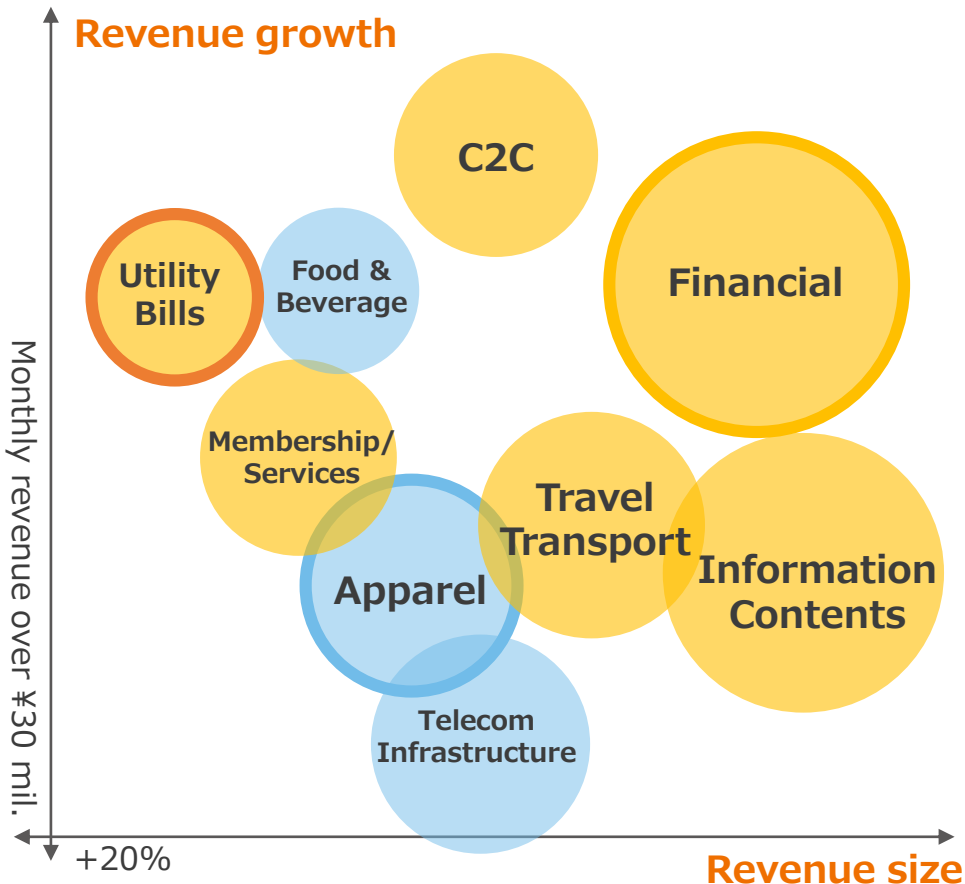 Revenue growth
C2C
Financial
Utility
Bills
Food &
Beverage
Membership/
Services
Travel
Transport
Information
Contents
Apparel
Telecom
Infrastructure
Monthly revenue over ¥30 mil.
+20%
Revenue size